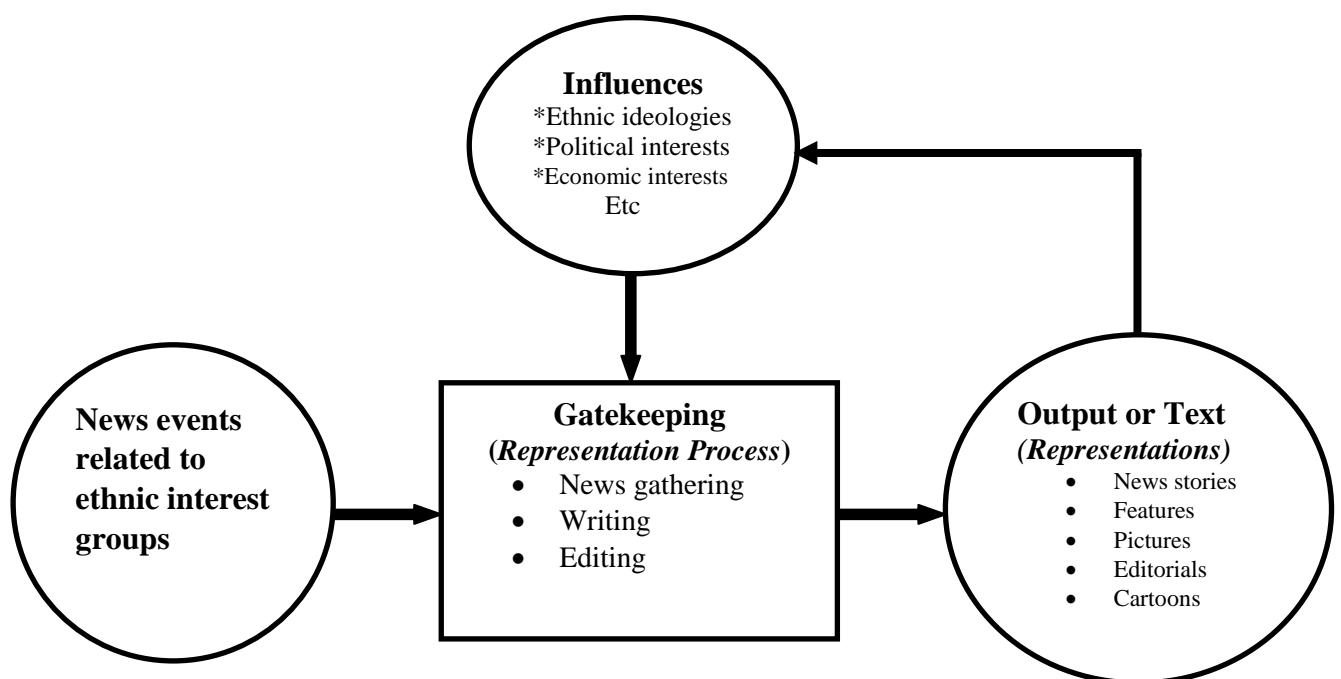 Influences
*Ethnic ideologies
*Political interests
*Economic interests
Etc
News events
related to
ethnic interest
groups
Gatekeeping
(Representation Process)
• News gathering
• Writing
• Editing
Output or Text
(Representations)
• News stories
• Features
• Pictures
• Editorials
• Cartoons